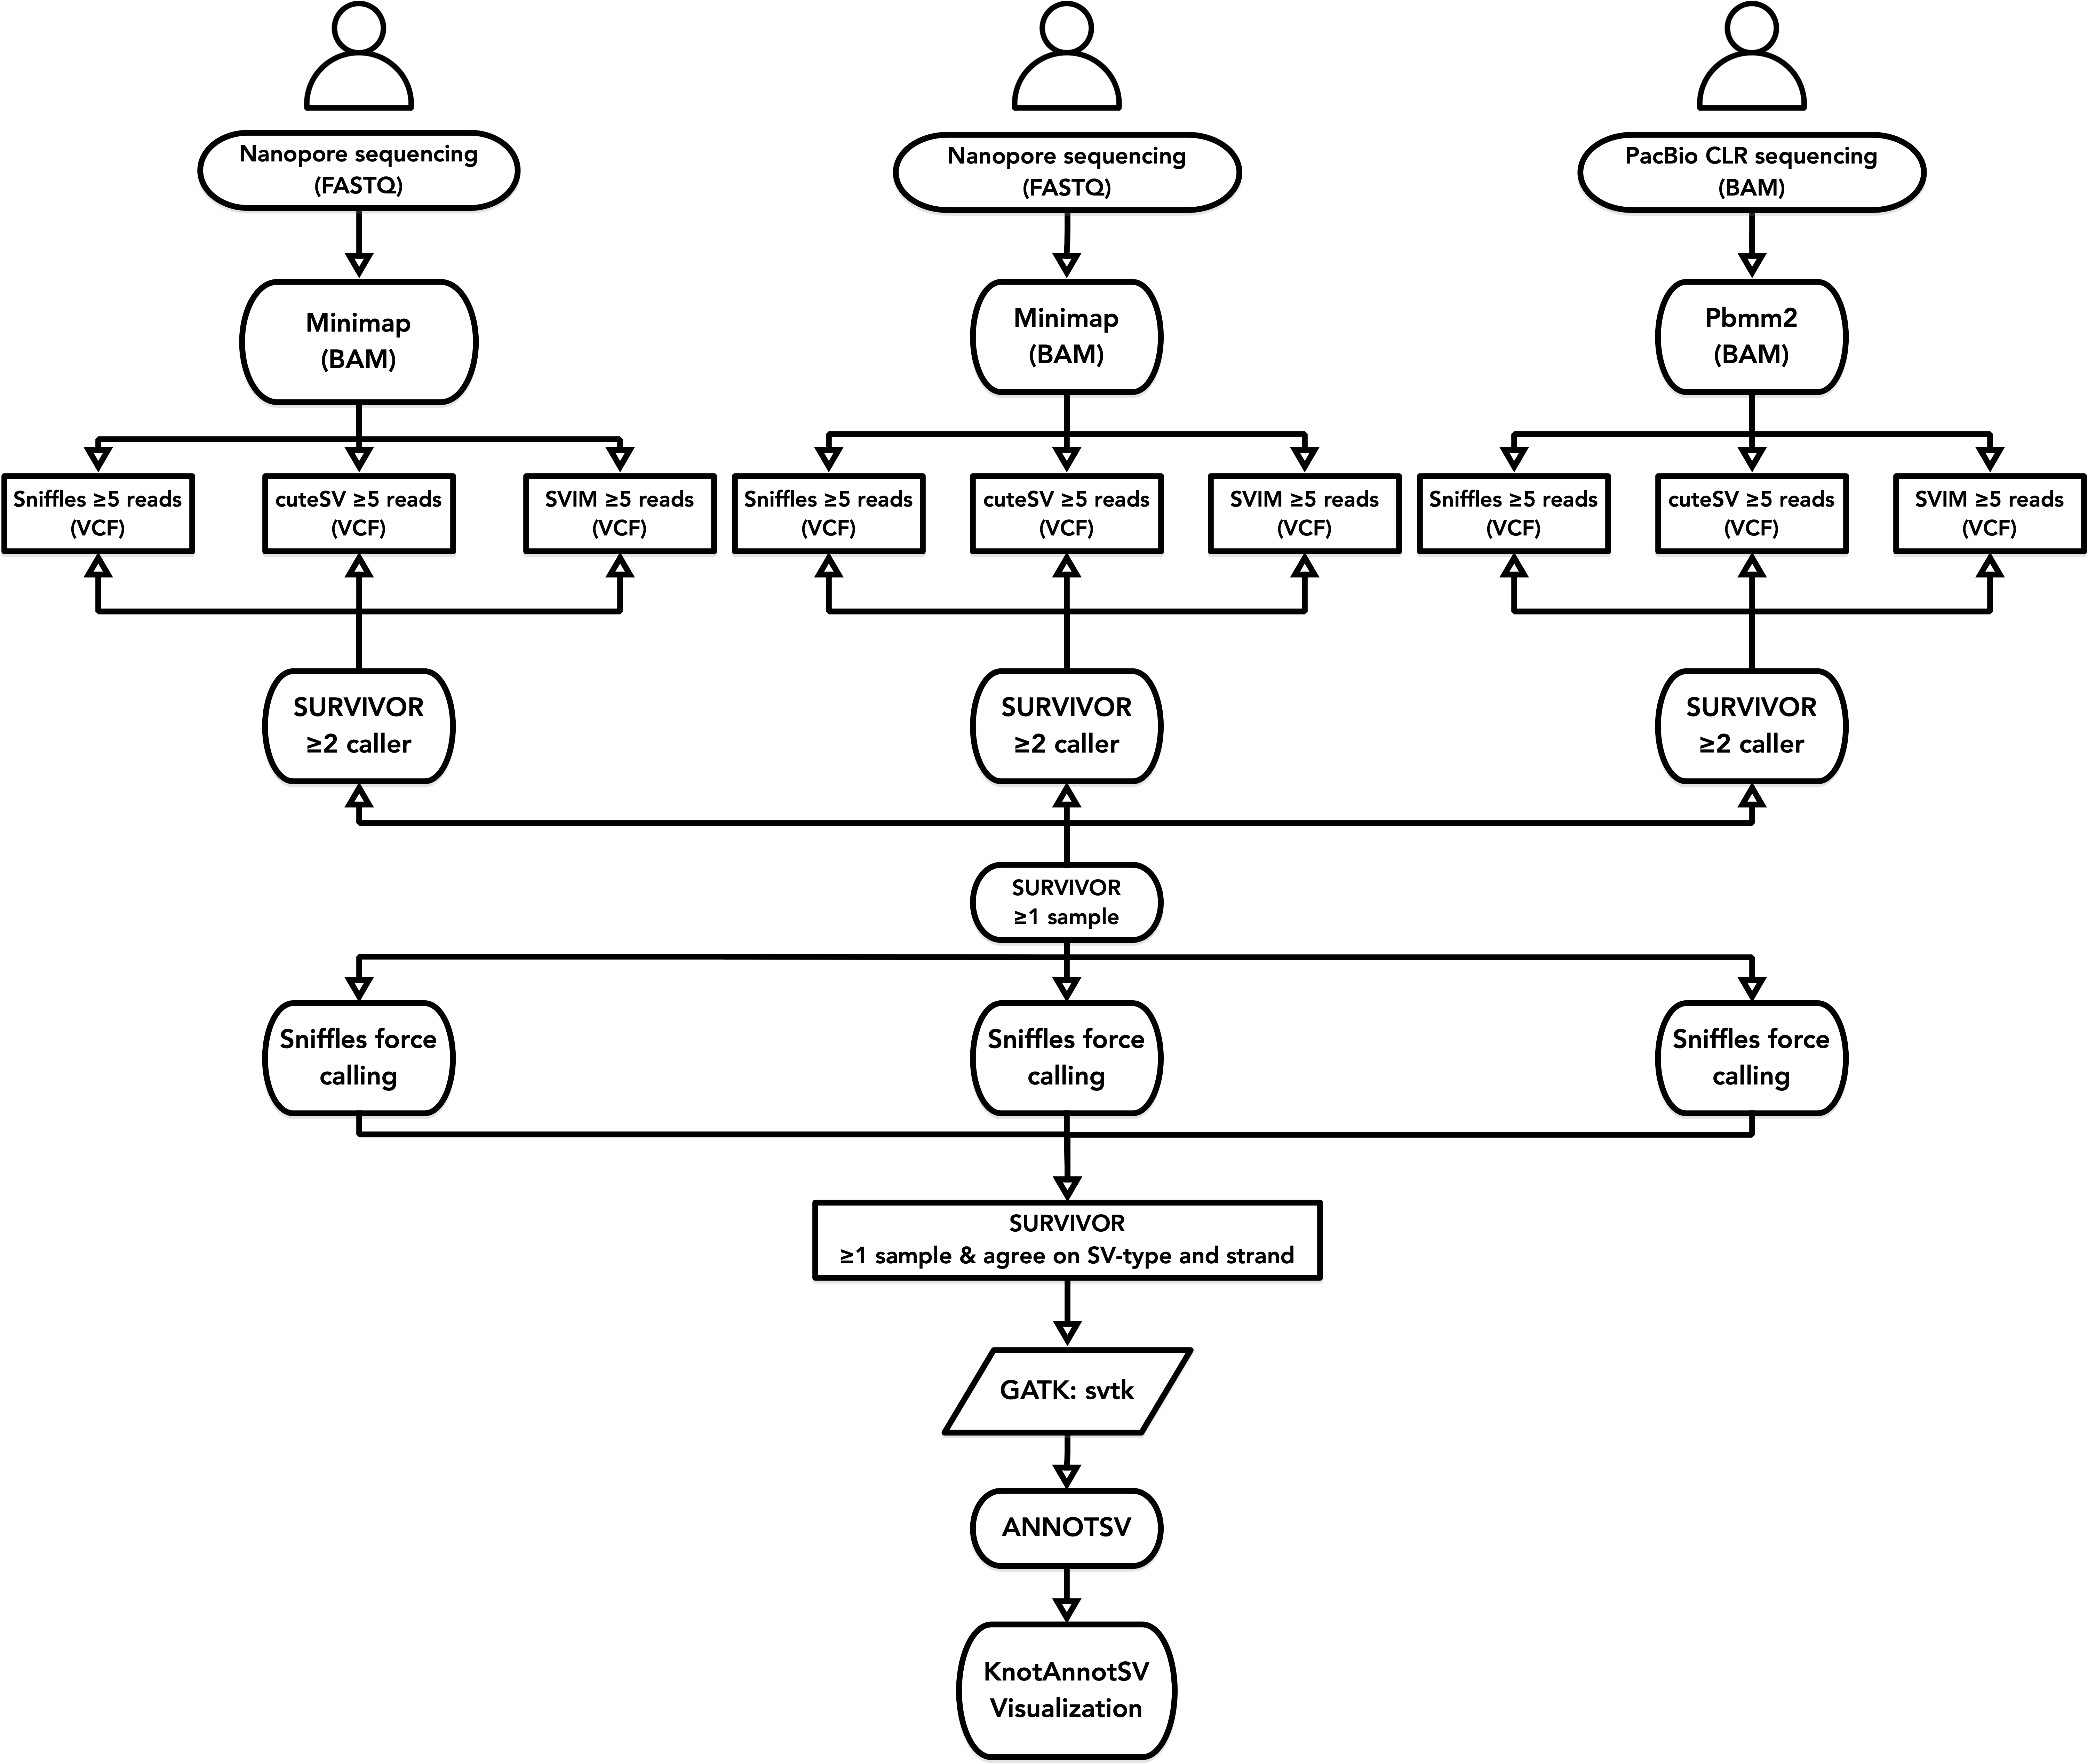 Nanopore sequencing
(FASTQ)
Nanopore sequencing
(FASTQ)
PacBio CLR sequencing
(BAM)
Minimap
(BAM)
Minimap
(BAM)
Pbmm2
(BAM)
Sniffles ≥5 reads
(VCF)
cuteSV ≥5 reads
(VCF)
SVIM ≥5 reads
(VCF)
Sniffles ≥5 reads
(VCF)
cuteSV ≥5 reads
(VCF)
SVIM ≥5 reads
(VCF)
Sniffles ≥5 reads
(VCF)
cuteSV ≥5 reads
(VCF)
SVIM ≥5 reads
(VCF)
SURVIVOR
≥2 caller
SURVIVOR
≥2 caller
SURVIVOR
≥2 caller
SURVIVOR
≥1 sample
Sniffles force
calling
Sniffles force
calling
Sniffles force
calling
SURVIVOR
≥1 sample & agree on SV-type and strand
GATK: svtk
ANNOTSV
KnotAnnotSV
Visualization